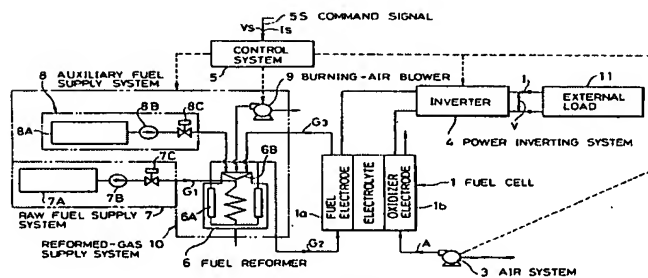 5S COMMAND SIGNAL
Vs
Is
CONTROL
SYSTEM
5
8 AUXILIARY FUEL
SUPPLY SYSTEM
9 BURNING-AIR BLOWER
11
8B
8C
8A
INVERTER
I
V
EXTERNAL
LOAD
4 POWER INVERTING SYSTEM
G3
7C
6B
7A
7B
G1
6A
RAW FUEL SUPPLY 7
SYSTEM
REFORMED-GAS 10
SUPPLY SYSTEM
6 FUEL REFORMER
G2
FUEL
ELECTRODE
ELECTROLYTE
OXIDIZER
ELECTRODE
1 FUEL CELL
1a
1b
A
3 AIR SYSTEM